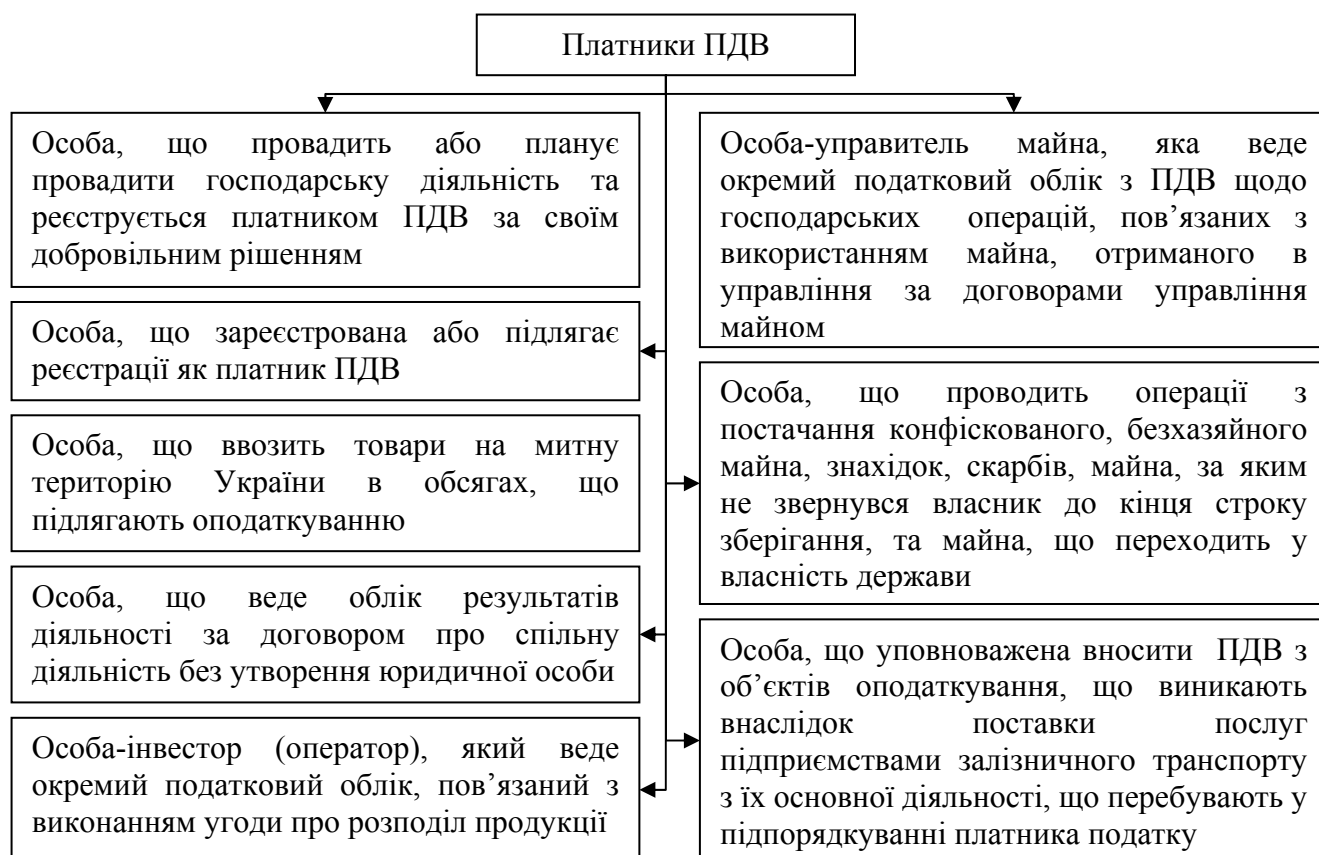 Платники ПДВ
Особа, що провадить або планує
провадити господарську діяльність та
реєструється платником ПДВ за своїм
добровільним рішенням
Особа, що зареєстрована або підлягає
реєстрації як платник ПДВ
Особа, що ввозить товари на митну
територію України в обсягах, що
підлягають оподаткуванню
Особа, що веде облік результатів
діяльності за договором про спільну
діяльність без утворення юридичної особи
Особа-інвестор (оператор), який веде
окремий податковий облік, пов’язаний з
виконанням угоди про розподіл продукції
Особа-управитель майна, яка веде
окремий податковий облік з ПДВ щодо
господарських операцій, пов’язаних з
використанням майна, отриманого в
управління за договорами управління
майном
Особа, що проводить операції з
постачання конфіскованого, безхазяйного
майна, знахідок, скарбів, майна, за яким
не звернувся власник до кінця строку
зберігання, та майна, що переходить у
власність держави
Особа, що уповноважена вносити ПДВ з
об’єктів оподаткування, що виникають
внаслідок поставки послуг
підприємствами залізничного транспорту
з їх основної діяльності, що перебувають у
підпорядкуванні платника податку